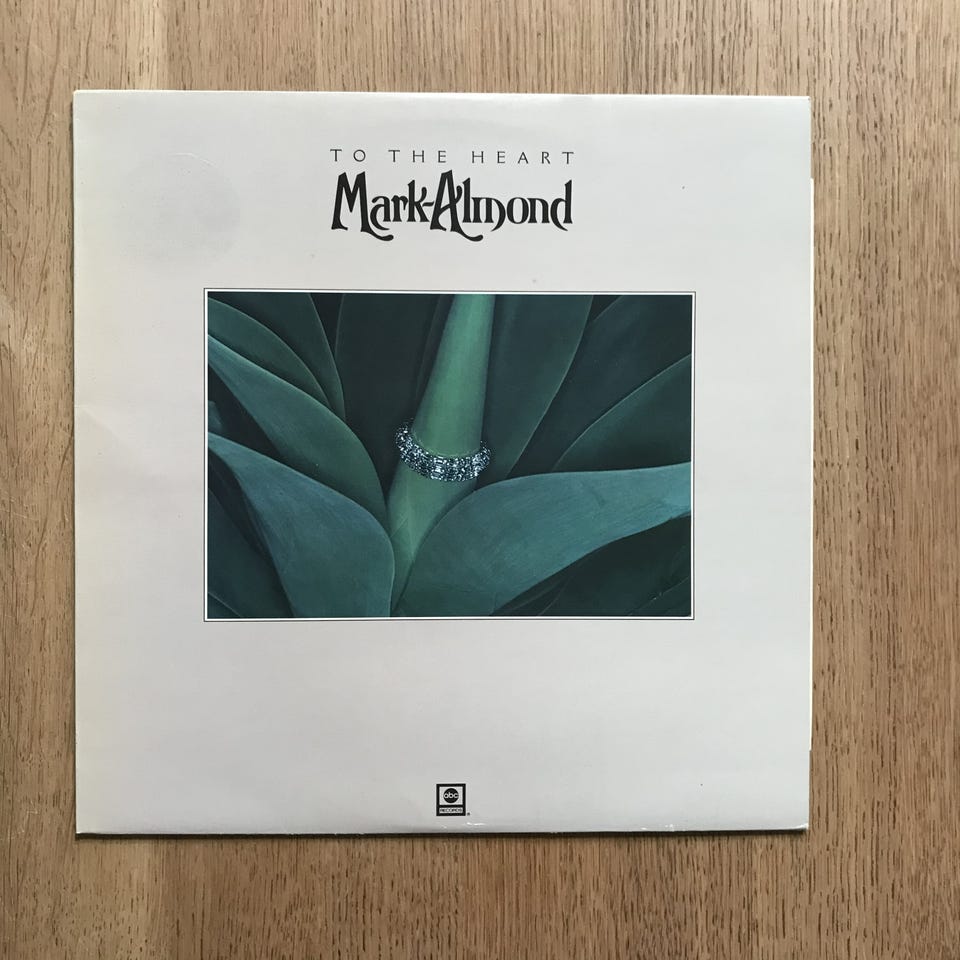 TO THE HEART
Mark-Almond
abc
RECORDS